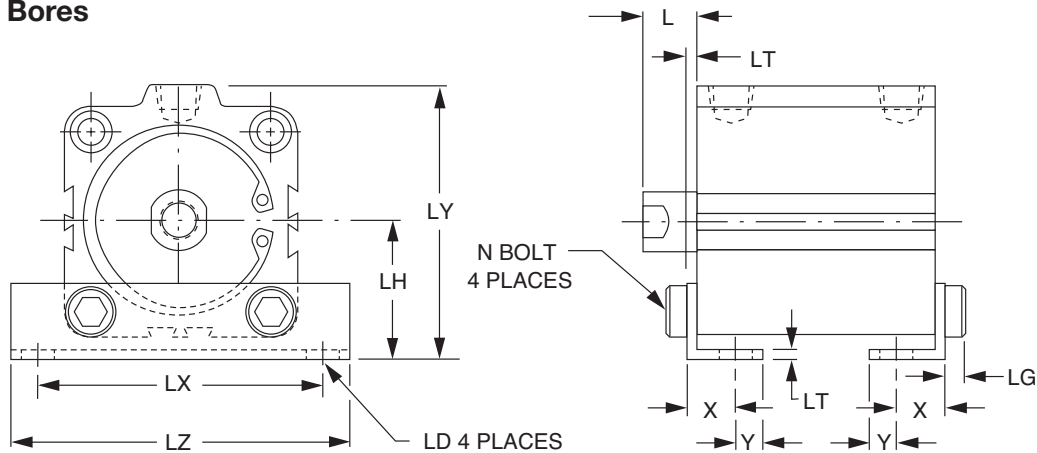 Bores
L
LT
LY
LH
N BOLT
4 PLACES
LX
LZ
LD 4 PLACES
X
LT
X
LG
Y
Y